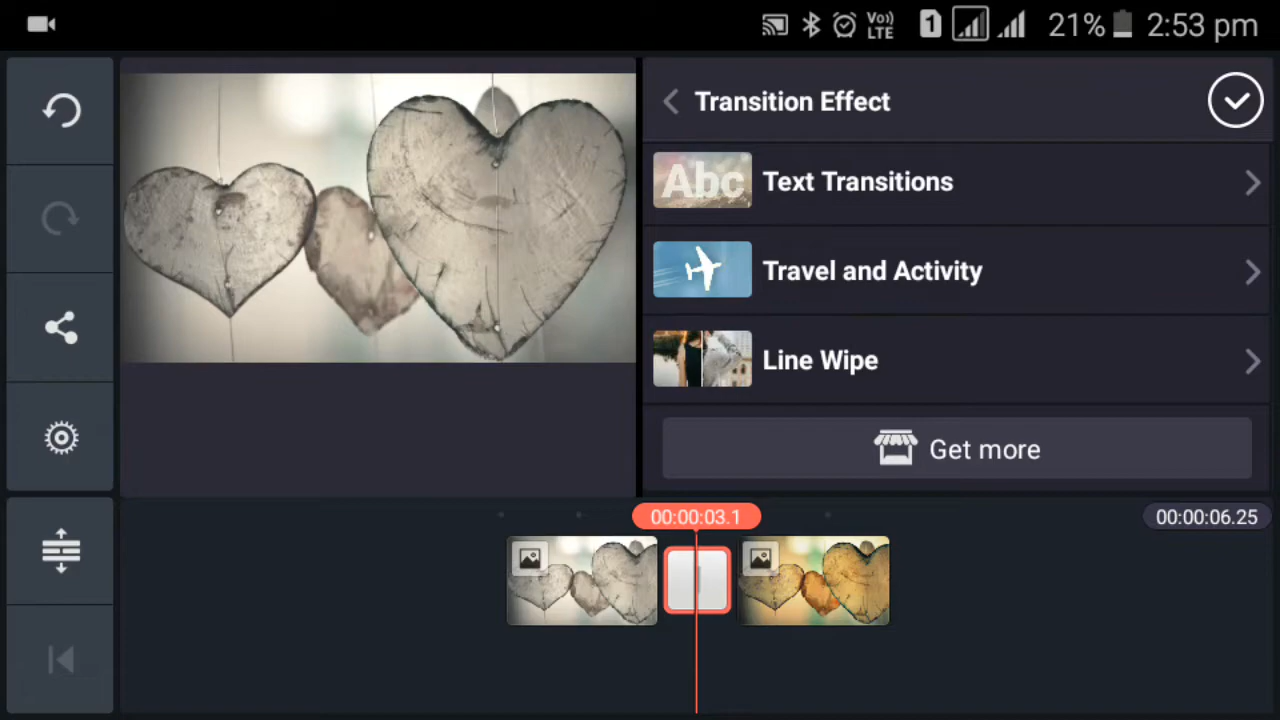 Vo))
LTE
1
21%
2:53 pm
Transition Effect
Abc
Text Transitions
Travel and Activity
Line Wipe
Get more
00:00:03.1
00:00:06.25